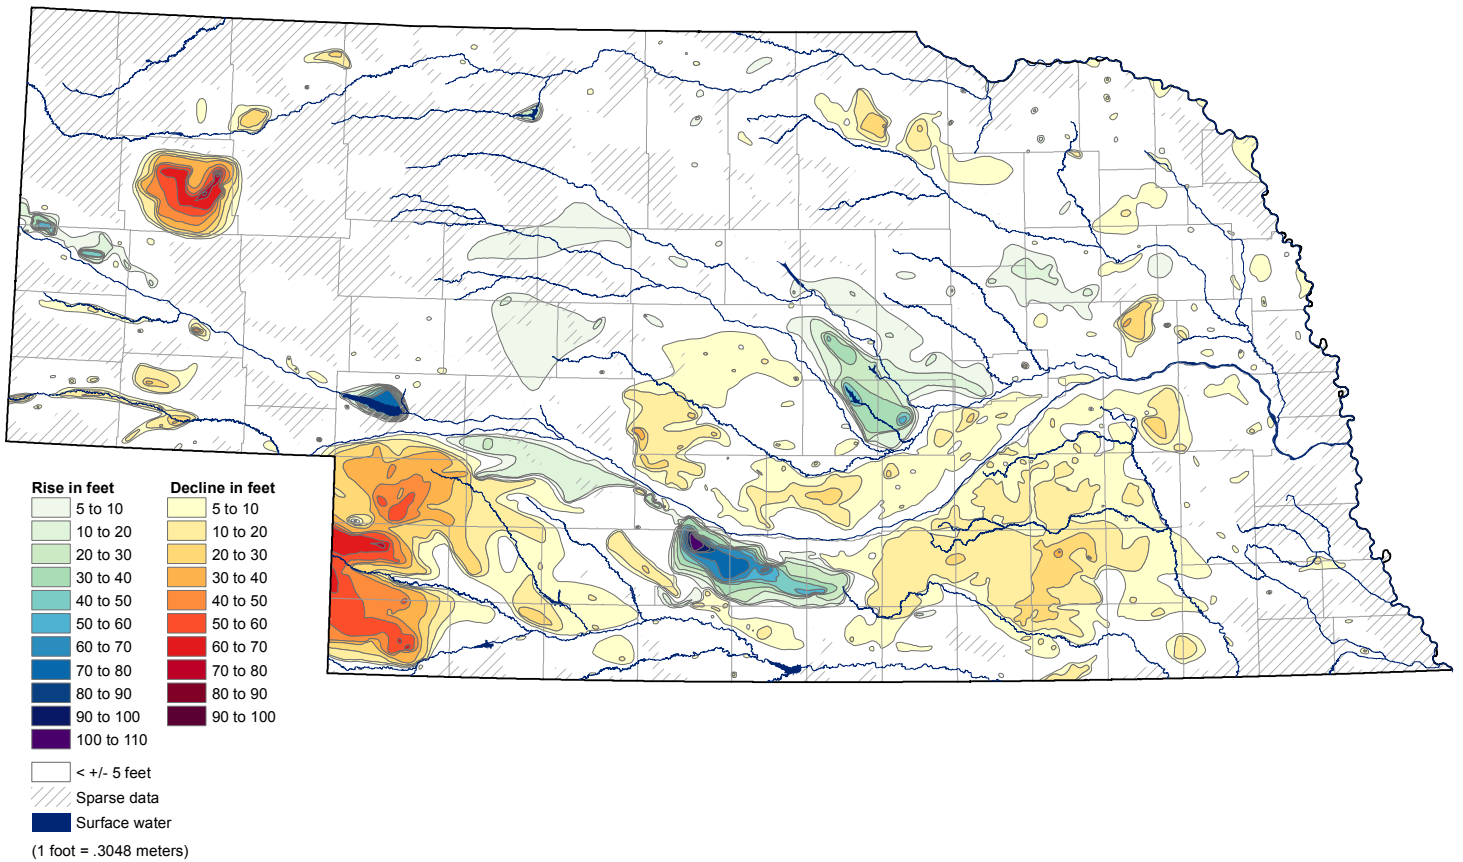 Rise in feet
5 to 10
10 to 20
20 to 30
30 to 40
40 to 50
50 to 60
60 to 70
70 to 80
80 to 90
90 to 100
100 to 110
Decline in feet
5 to 10
10 to 20
20 to 30
30 to 40
40 to 50
50 to 60
60 to 70
70 to 80
80 to 90
90 to 100
< +/- 5 feet
Sparse data
Surface water
(1 foot = .3048 meters)